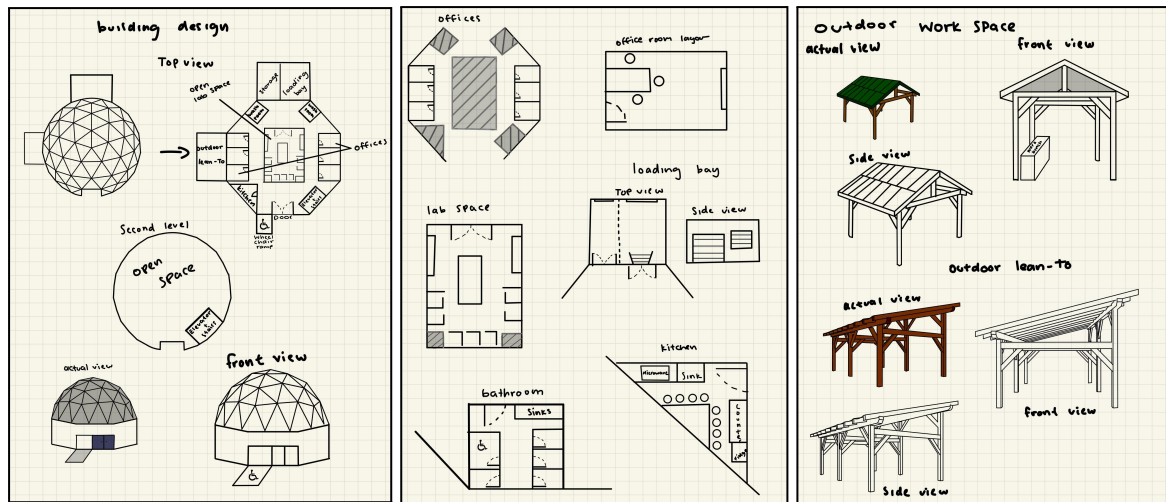 building design
Top view
open
lab space
storage
loading
bay
outdoor
lean-To
offices
kitchen
Elevator
stairs
Door
wheel
chair
ramp
Second level
open
space
Elevator
+
stairs
actual view
front view
offices
office room layout
lab space
loading bay
Top view
Side view
bathroom
Sinks
kitchen
Microwave
Sink
counter
outdoor work space
actual view
front view
Side view
outdoor lean-To
actual view
front view
Side view